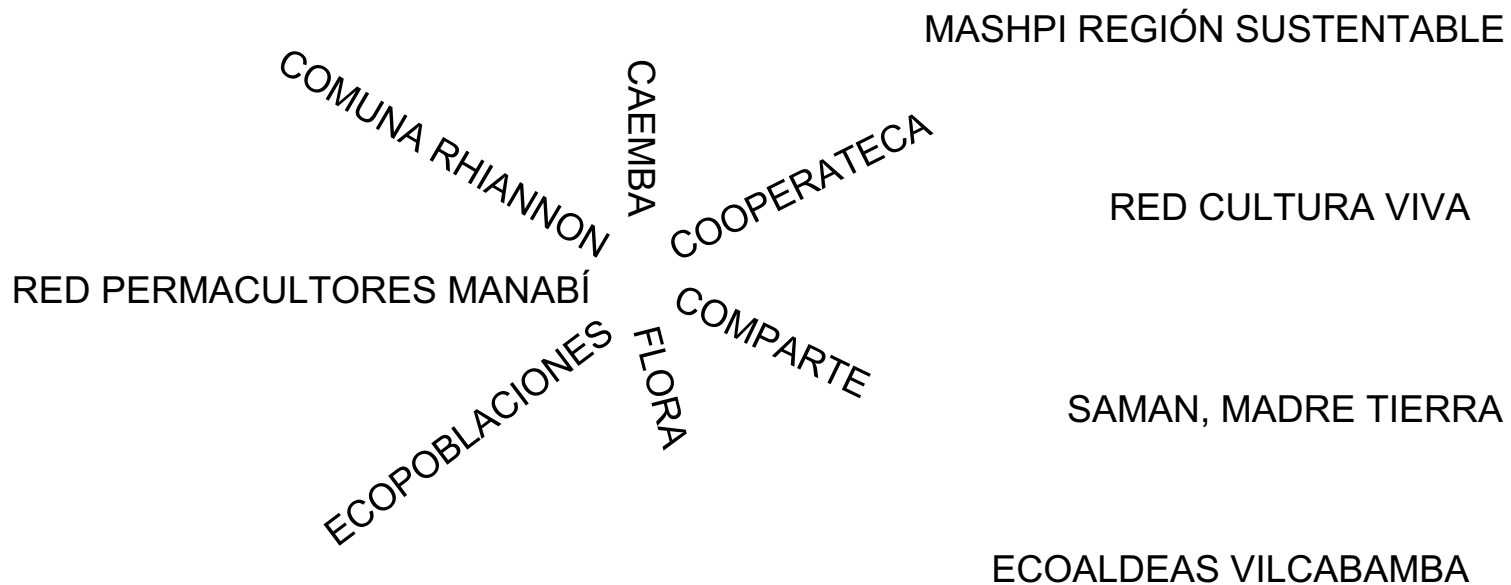 MASHPI REGIÓN SUSTENTABLE
COMUNA RHIANNON
CAEMBA
COOPERATECA
RED CULTURA VIVA
RED PERMACULTORES MANABÍ
COMPARTE
FLORA
ECOPOBLACIONES
SAMAN, MADRE TIERRA
ECOALDEAS VILCABAMBA